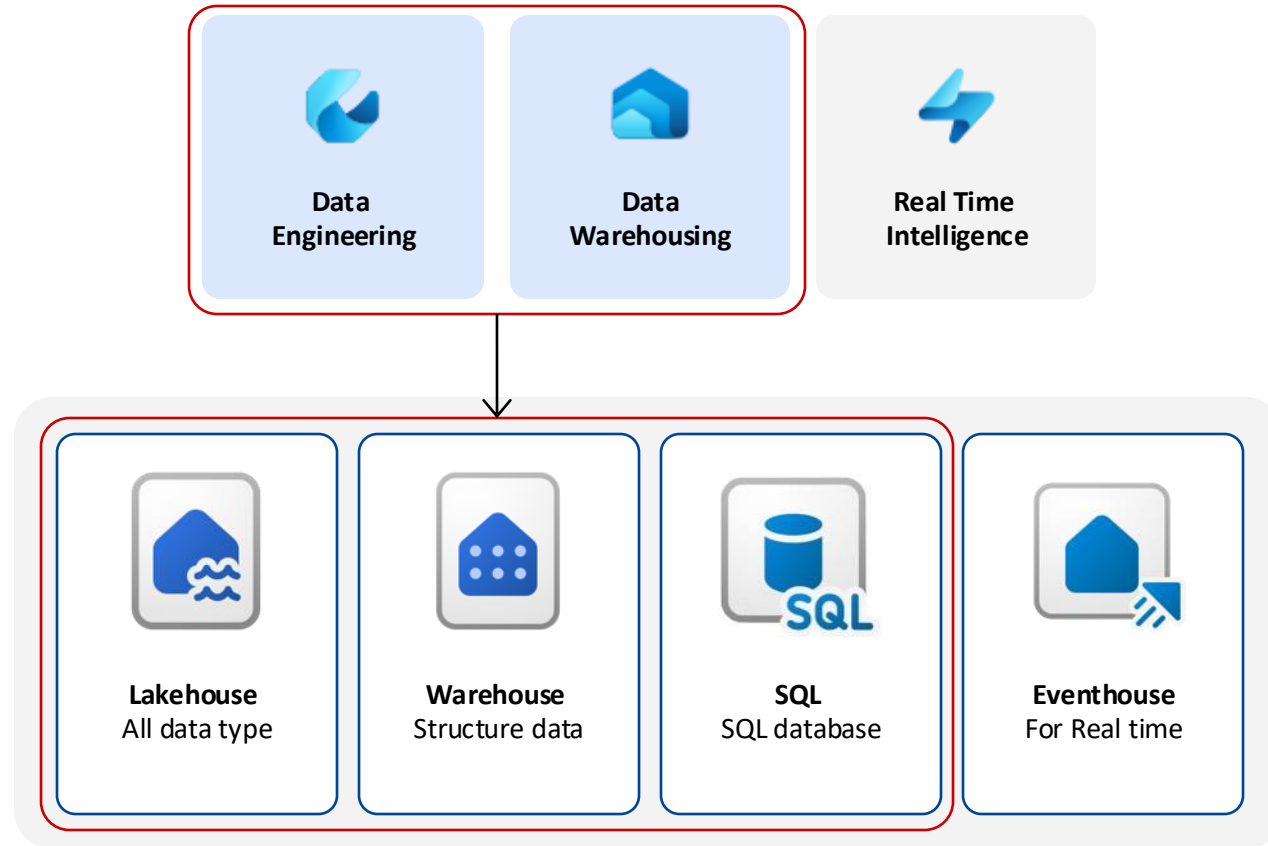 Data
Engineering
Data
Warehousing
Real Time
Intelligence
SQL
Lakehouse
All data type
Warehouse
Structure data
SQL
SQL database
Eventhouse
For Real time